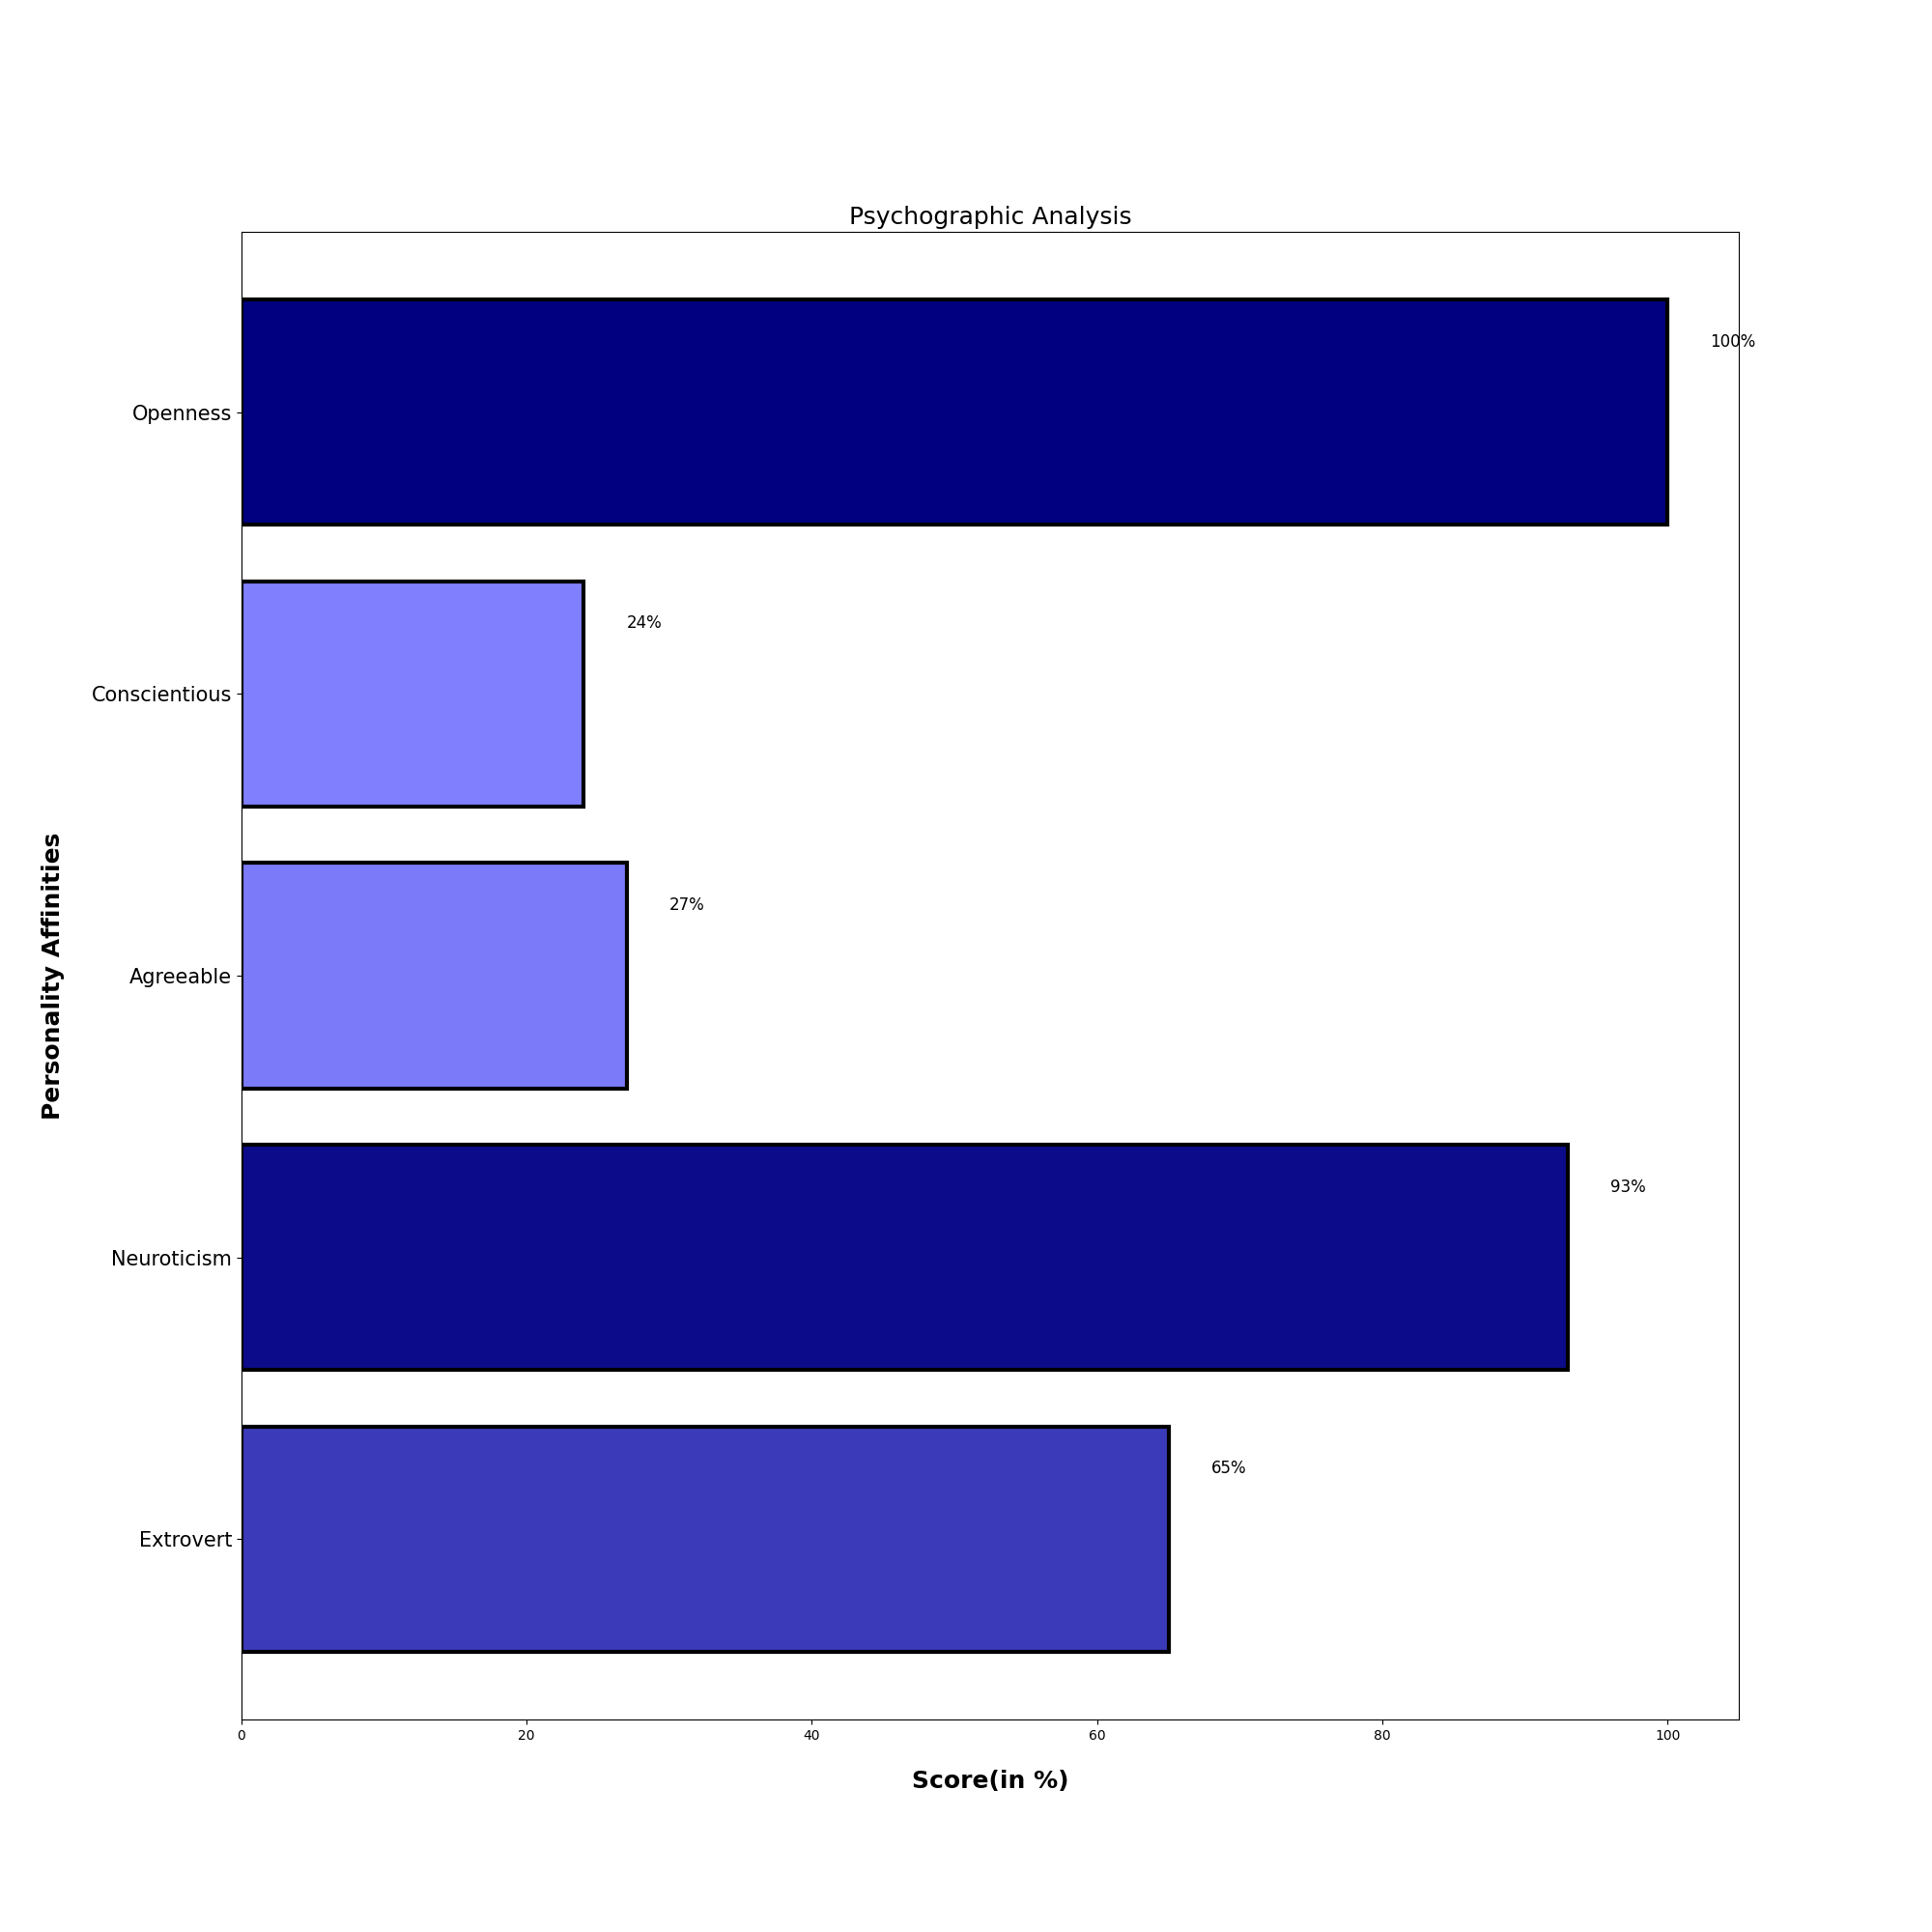 Psychographic Analysis
100%
Openness
24%
Conscientious
Personality Affinities
27%
Agreeable
93%
Neuroticism
65%
Extrovert
0 20 40 60 80 100
Score(in %)